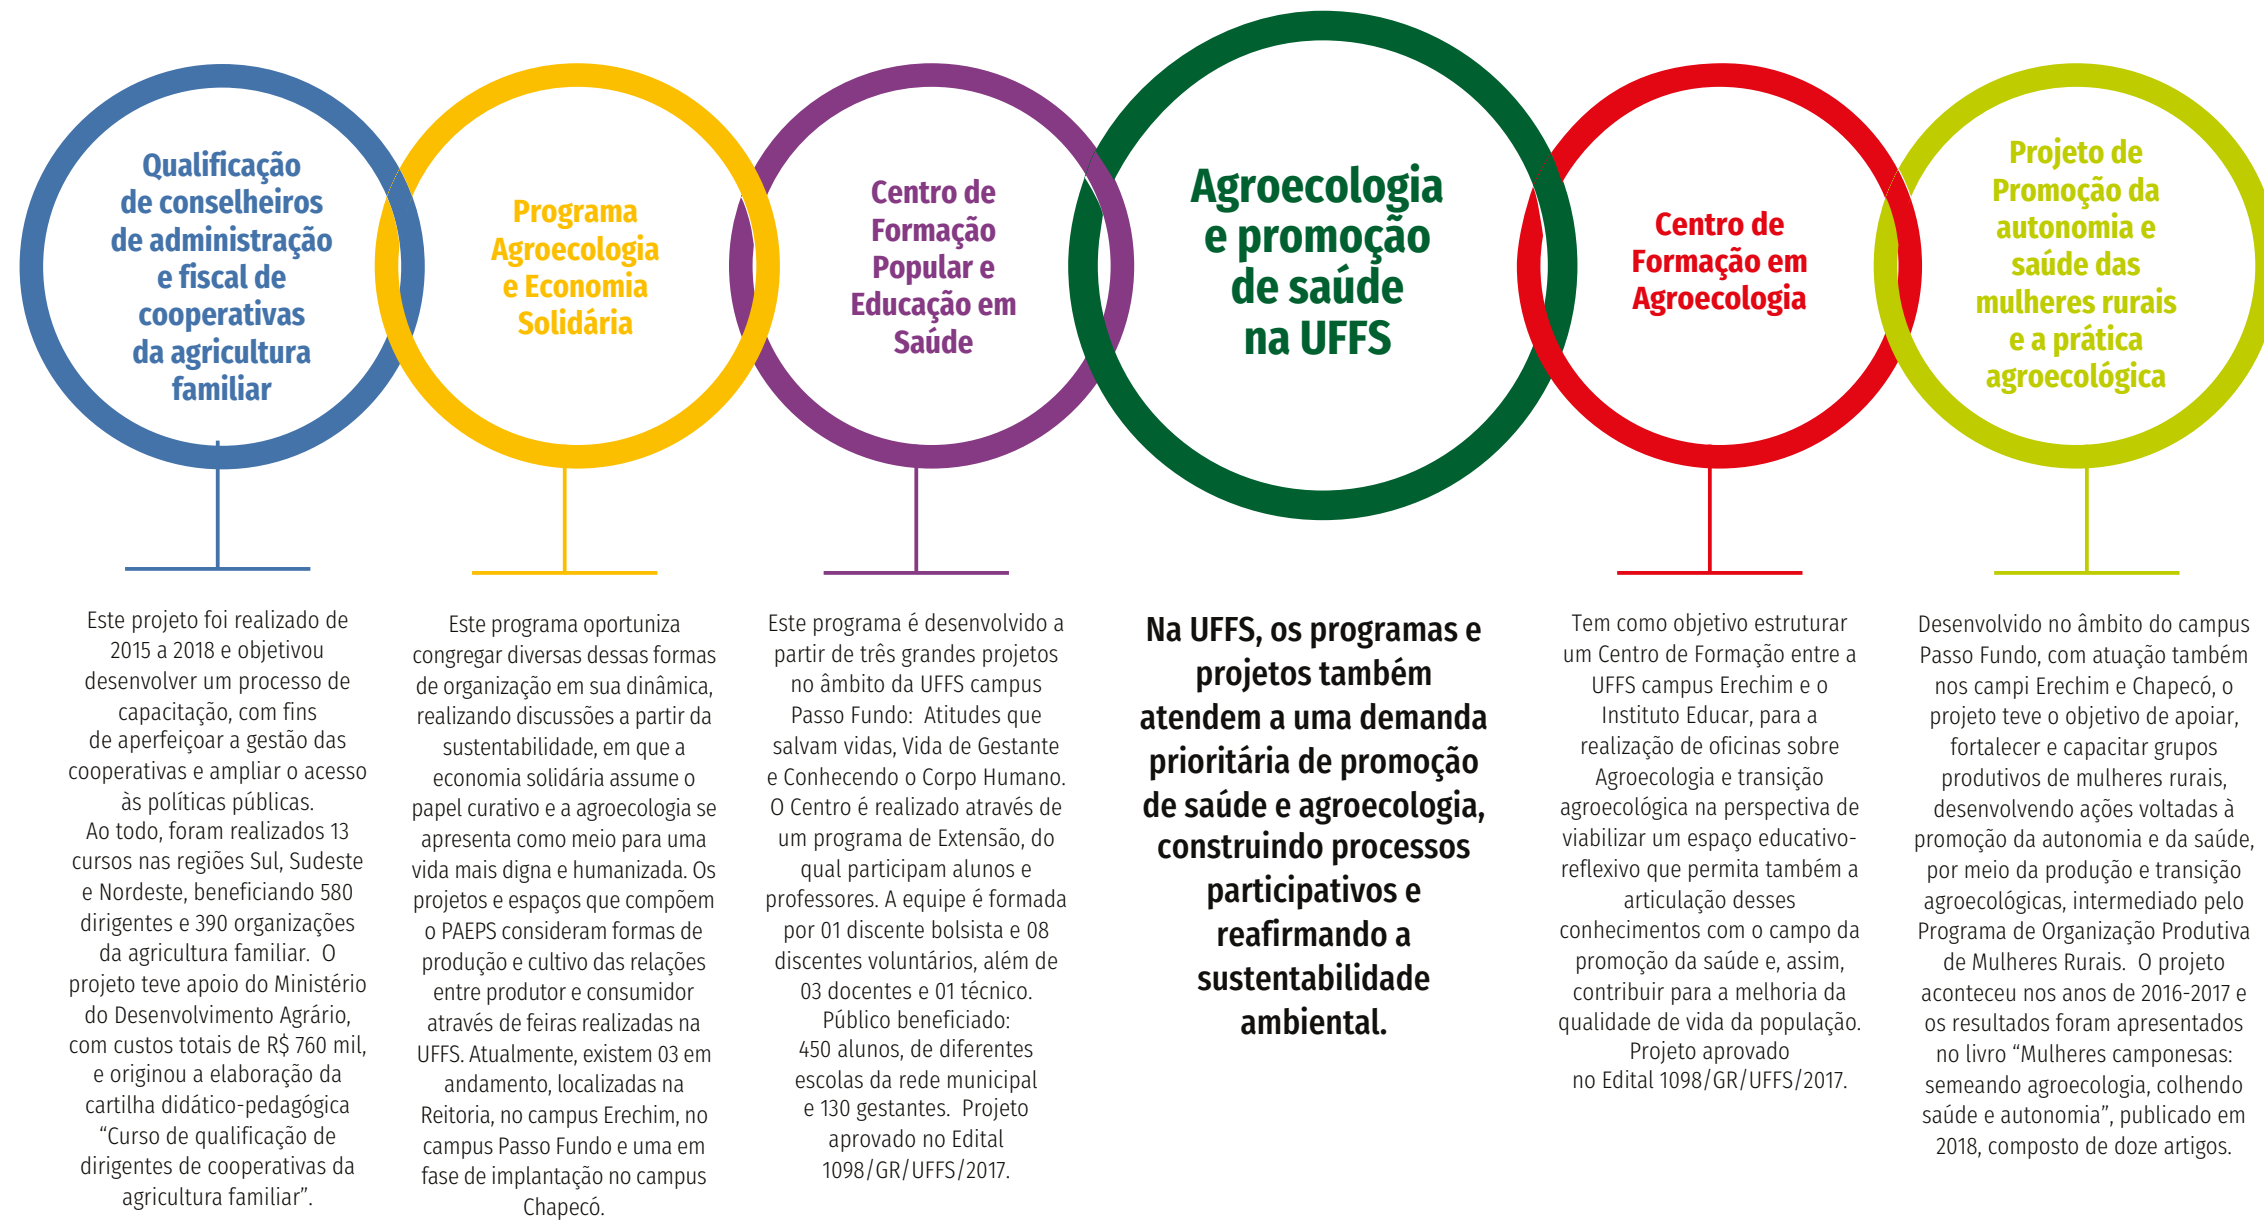 Qualificação
de conselheiros
de administração
e fiscal de
cooperativas
da agricultura
familiar
Este projeto foi realizado de
2015 a 2018 e objetivou
desenvolver um processo de
capacitação, com fins
de aperfeiçoar a gestão das
cooperativas e ampliar o acesso
às políticas públicas.
Ao todo, foram realizados 13
cursos nas regiões Sul, Sudeste
e Nordeste, beneficiando 580
dirigentes e 390 organizações
da agricultura familiar. O
projeto teve apoio do Ministério
do Desenvolvimento Agrário,
com custos totais de R$ 760 mil,
e originou a elaboração da
cartilha didático-pedagógica
“Curso de qualificação de
dirigentes de cooperativas da
agricultura familiar”.
Programa
Agroecologia
e Economia
Solidária
Este programa oportuniza
congregar diversas dessas formas
de organização em sua dinâmica,
realizando discussões a partir da
sustentabilidade, em que a
economia solidária assume o
papel curativo e a agroecologia se
apresenta como meio para uma
vida mais digna e humanizada. Os
projetos e espaços que compõem
o PAEPS consideram formas de
produção e cultivo das relações
entre produtor e consumidor
através de feiras realizadas na
UFFS. Atualmente, existem 03 em
andamento, localizadas na
Reitoria, no campus Erechim, no
campus Passo Fundo e uma em
fase de implantação no campus
Chapecó.
Centro de
Formação
Popular e
Educação em
Saúde
Este programa é desenvolvido a
partir de três grandes projetos
no âmbito da UFFS campus
Passo Fundo: Atitudes que
salvam vidas, Vida de Gestante
e Conhecendo o Corpo Humano.
O Centro é realizado através de
um programa de Extensão, do
qual participam alunos e
professores. A equipe é formada
por 01 discente bolsista e 08
discentes voluntários, além de
03 docentes e 01 técnico.
Público beneficiado:
450 alunos, de diferentes
escolas da rede municipal
e 130 gestantes. Projeto
aprovado no Edital
1098/GR/UFFS/2017.
Agroecologia
e promoção
de saúde
na UFFS
Na UFFS, os programas e
projetos também
atendem a uma demanda
prioritária de promoção
de saúde e agroecologia,
construindo processos
participativos e
reafirmando a
sustentabilidade
ambiental.
Centro de
Formação em
Agroecologia
Tem como objetivo estruturar
um Centro de Formação entre a
UFFS campus Erechim e o
Instituto Educar, para a
realização de oficinas sobre
Agroecologia e transição
agroecológica na perspectiva de
viabilizar um espaço educativo-
reflexivo que permita também a
articulação desses
conhecimentos com o campo da
promoção da saúde e, assim,
contribuir para a melhoria da
qualidade de vida da população.
Projeto aprovado
no Edital 1098/GR/UFFS/2017.
Projeto de
Promoção da
autonomia e
saúde das
mulheres rurais
e a prática
agroecológica
Desenvolvido no âmbito do campus
Passo Fundo, com atuação também
nos campi Erechim e Chapecó, o
projeto teve o objetivo de apoiar,
fortalecer e capacitar grupos
produtivos de mulheres rurais,
desenvolvendo ações voltadas à
promoção da autonomia e da saúde,
por meio da produção e transição
agroecológicas, intermediado pelo
Programa de Organização Produtiva
de Mulheres Rurais. O projeto
aconteceu nos anos de 2016-2017 e
os resultados foram apresentados
no livro “Mulheres camponesas:
semeando agroecologia, colhendo
saúde e autonomia”, publicado em
2018, composto de doze artigos.